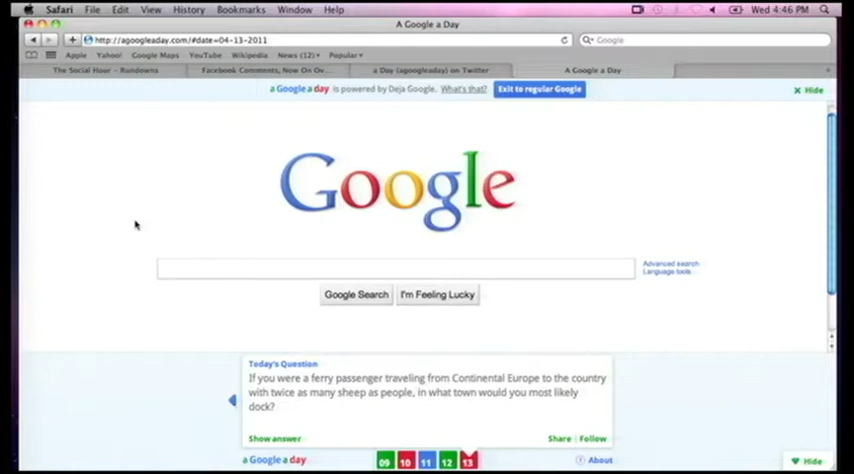 Safari File Edit View History Bookmarks Window Help Wed 4:46 PM
A Google a Day
http://agoogleaday.com/#date=04-13-2011 Google
Apple Yahoo! Google Maps YouTube Wikipedia News (12) Popular
The Social Hour – Rundowns Facebook Comments, Now On Ov... a Day (agoogleaday) on Twitter A Google a Day
a Google a day is powered by Deja Google. What's that? Exit to regular Google Hide
Google
Advanced search
Language tools
Google Search I'm Feeling Lucky
Today's Question
If you were a ferry passenger traveling from Continental Europe to the country
with twice as many sheep as people, in what town would you most likely
dock?
Show answer Share | Follow
a Google a day 09 10 11 12 13 About Hide